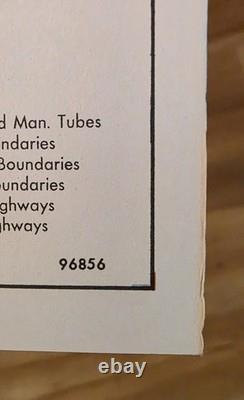 d Man. Tubes
ndaries
Boundaries
oundaries
ghways
ghways
96856
ebay